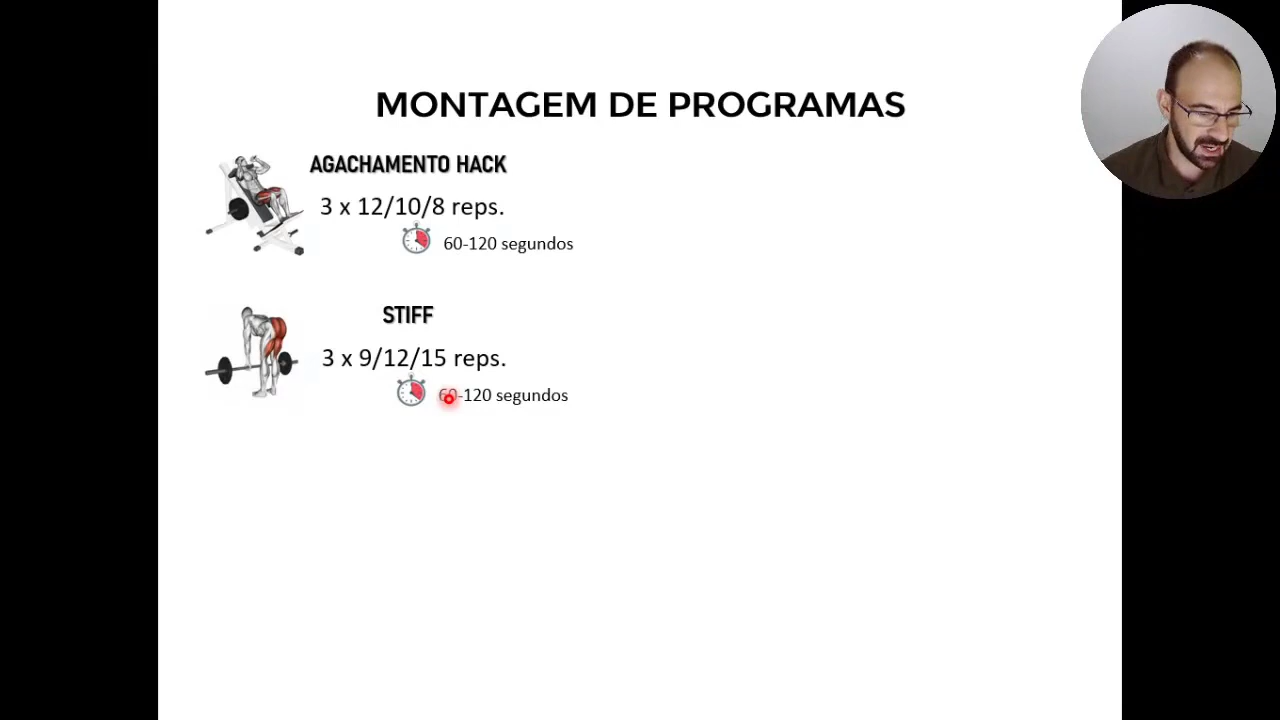 MONTAGEM DE PROGRAMAS
AGACHAMENTO HACK
3 x 12/10/8 reps.
60-120 segundos
STIFF
3 x 9/12/15 reps.
60-120 segundos